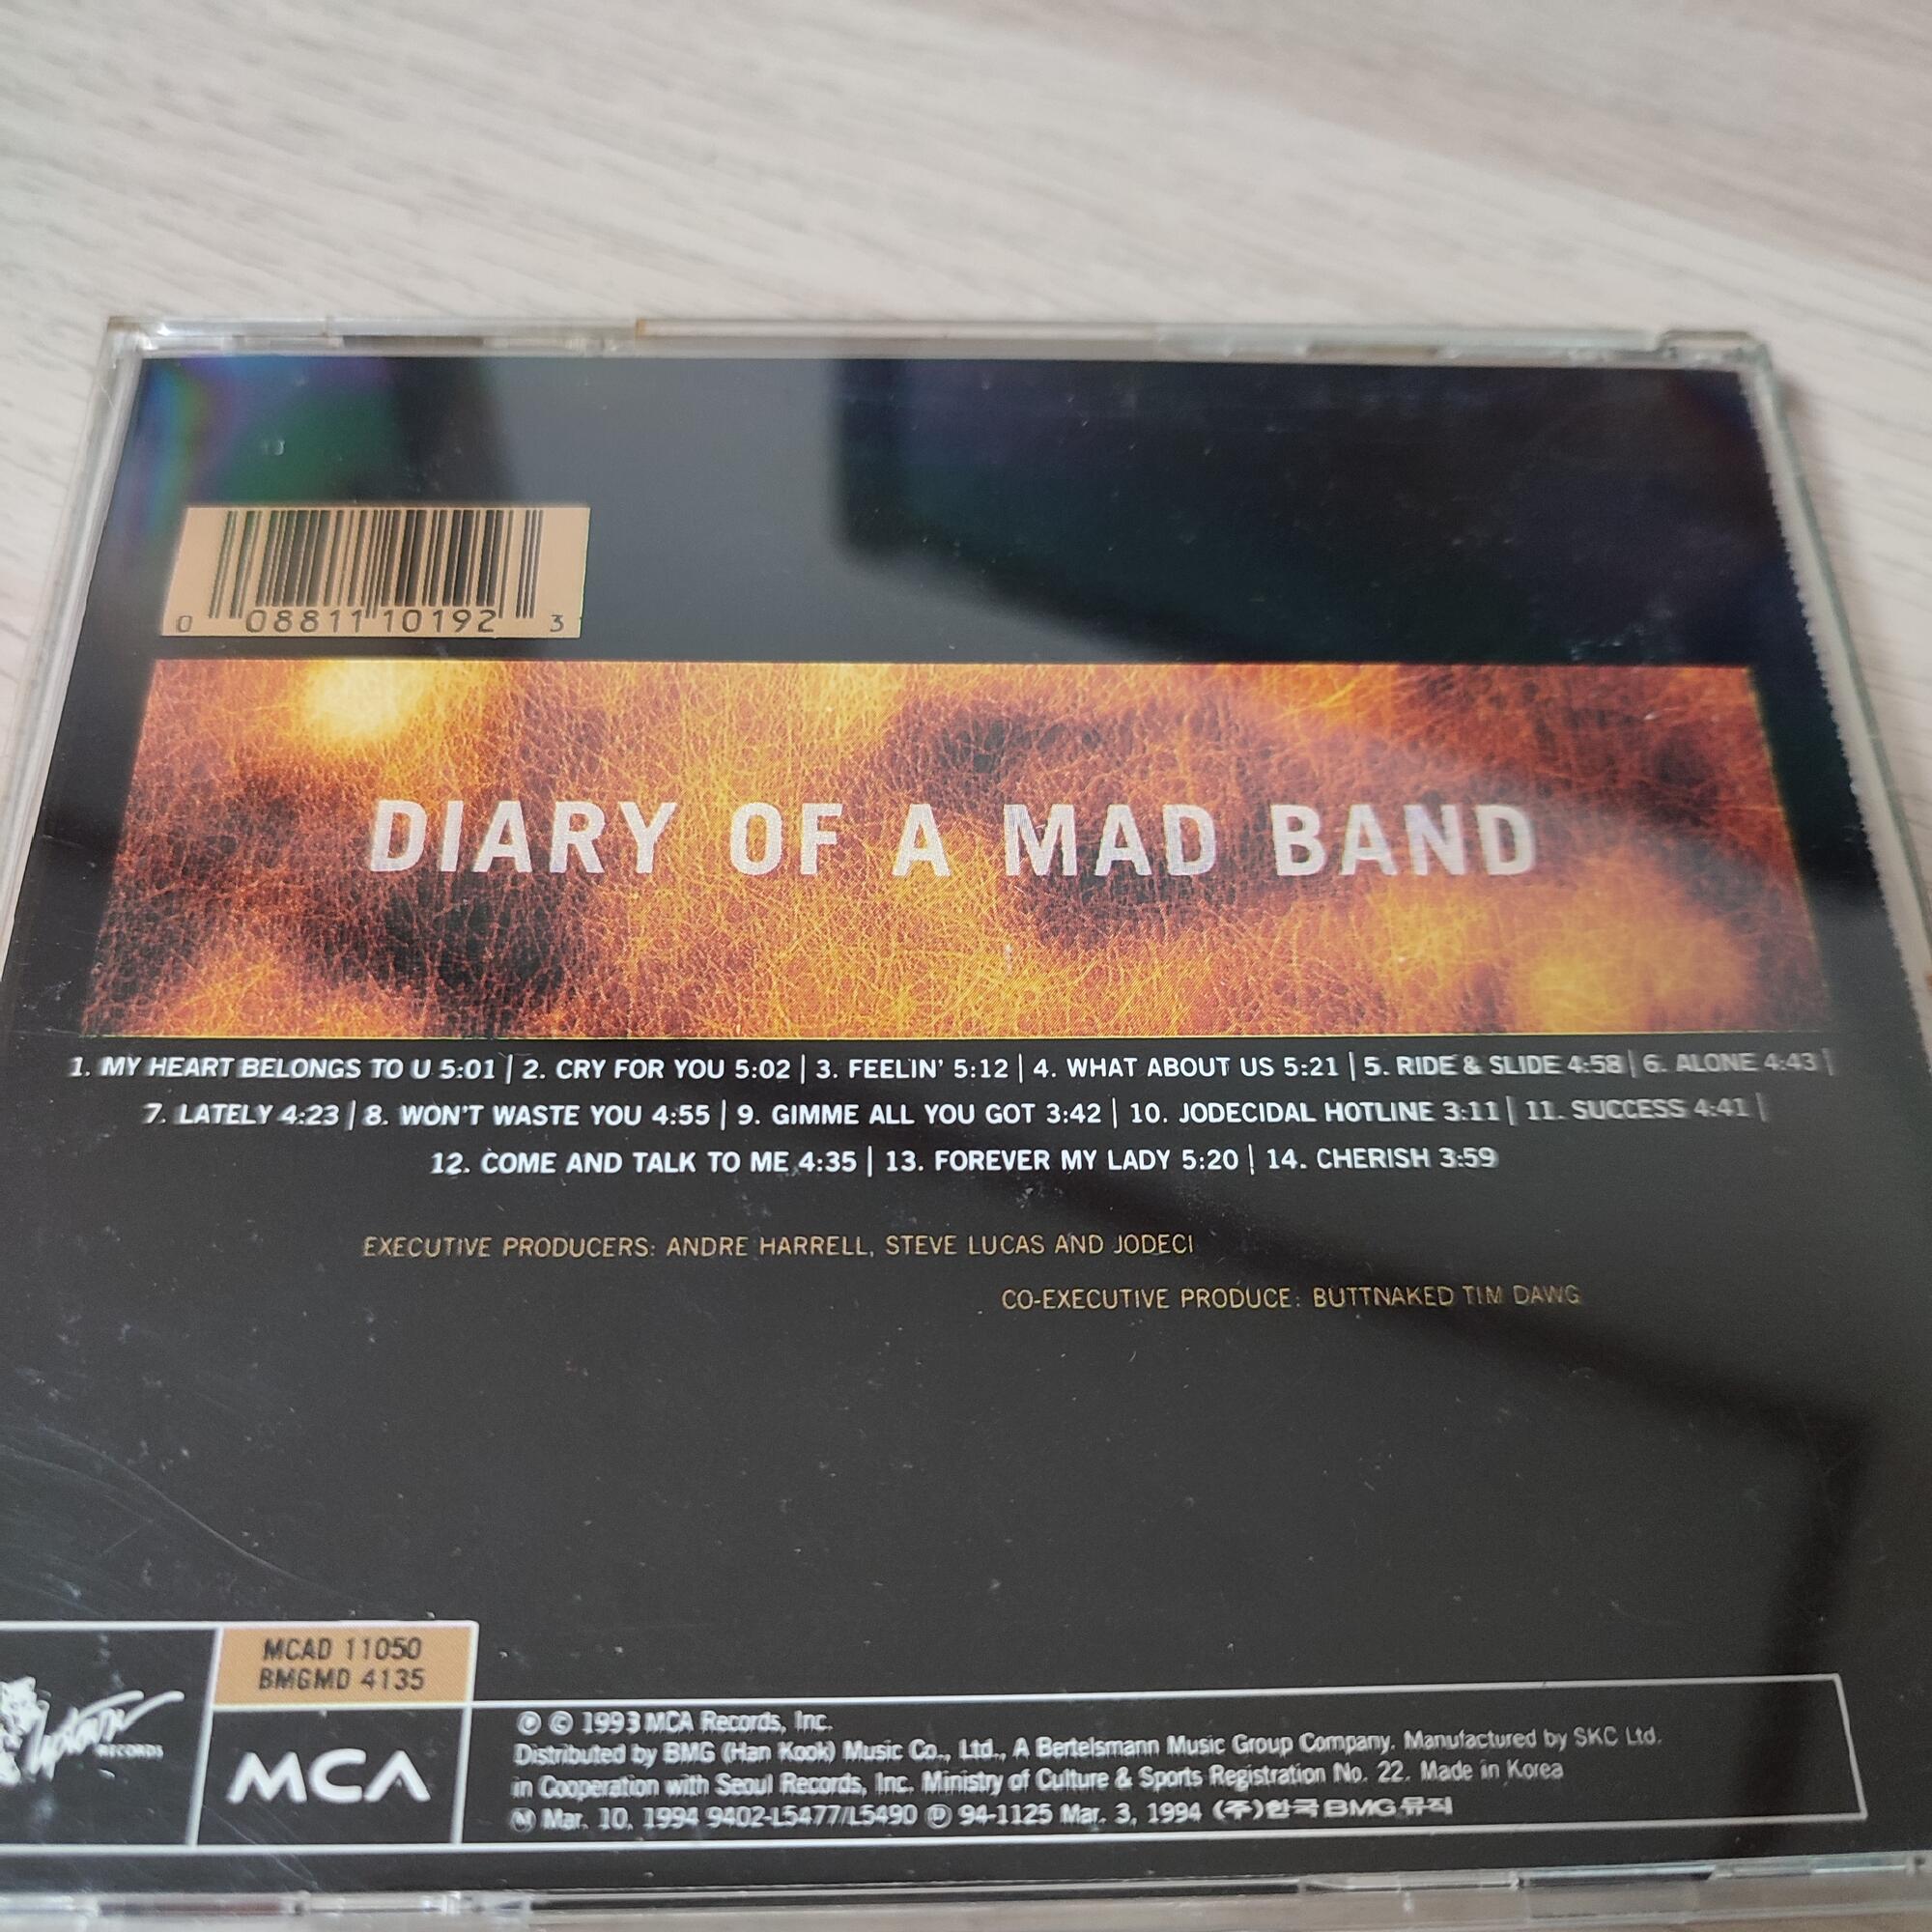 0 08811 10192 3
DIARY OF A MAD BAND
1. MY HEART BELONGS TO U 5:01 | 2. CRY FOR YOU 5:02 | 3. FEELIN' 5:12 | 4. WHAT ABOUT US 5:21 | 5. RIDE & SLIDE 4:58 | 6. ALONE 4:43 |
7. LATELY 4:23 | 8. WON'T WASTE YOU 4:55 | 9. GIMME ALL YOU GOT 3:42 | 10. JODECIDAL HOTLINE 3:11 | 11. SUCCESS 4:41 |
12. COME AND TALK TO ME 4:35 | 13. FOREVER MY LADY 5:20 | 14. CHERISH 3:59
EXECUTIVE PRODUCERS: ANDRE HARRELL, STEVE LUCAS AND JODECI
CO-EXECUTIVE PRODUCE: BUTTNAKED TIM DAWG
Uptown
RECORDS
MCAD 11050
BMGMD 4135
MCA
Ⓟ © 1993 MCA Records, Inc.
Distributed by BMG (Han Kook) Music Co., Ltd., A Bertelsmann Music Group Company. Manufactured by SKC Ltd.
in Cooperation with Seoul Records, Inc. Ministry of Culture & Sports Registration No. 22. Made in Korea
Ⓜ Mar. 10, 1994 9402-L5477/L5490 Ⓟ 94-1125 Mar. 3, 1994 (주)한국BMG뮤직